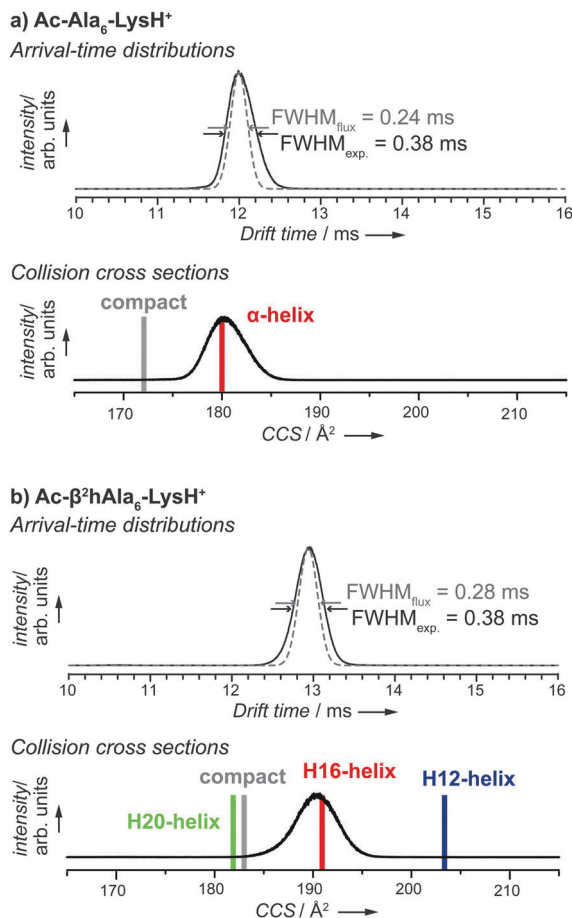 a) Ac-Ala₆-LysH⁺
Arrival-time distributions
intensity/
arb. units
FWHM_flux = 0.24 ms
FWHM_exp. = 0.38 ms
10 11 12 13 14 15 16
Drift time / ms
Collision cross sections
intensity/
arb. units
compact
α-helix
170 180 190 200 210
CCS / Å²
b) Ac-β²hAla₆-LysH⁺
Arrival-time distributions
intensity/
arb. units
FWHM_flux = 0.28 ms
FWHM_exp. = 0.38 ms
10 11 12 13 14 15 16
Drift time / ms
Collision cross sections
intensity/
arb. units
compact
H16-helix
H12-helix
H20-helix
170 180 190 200 210
CCS / Å²